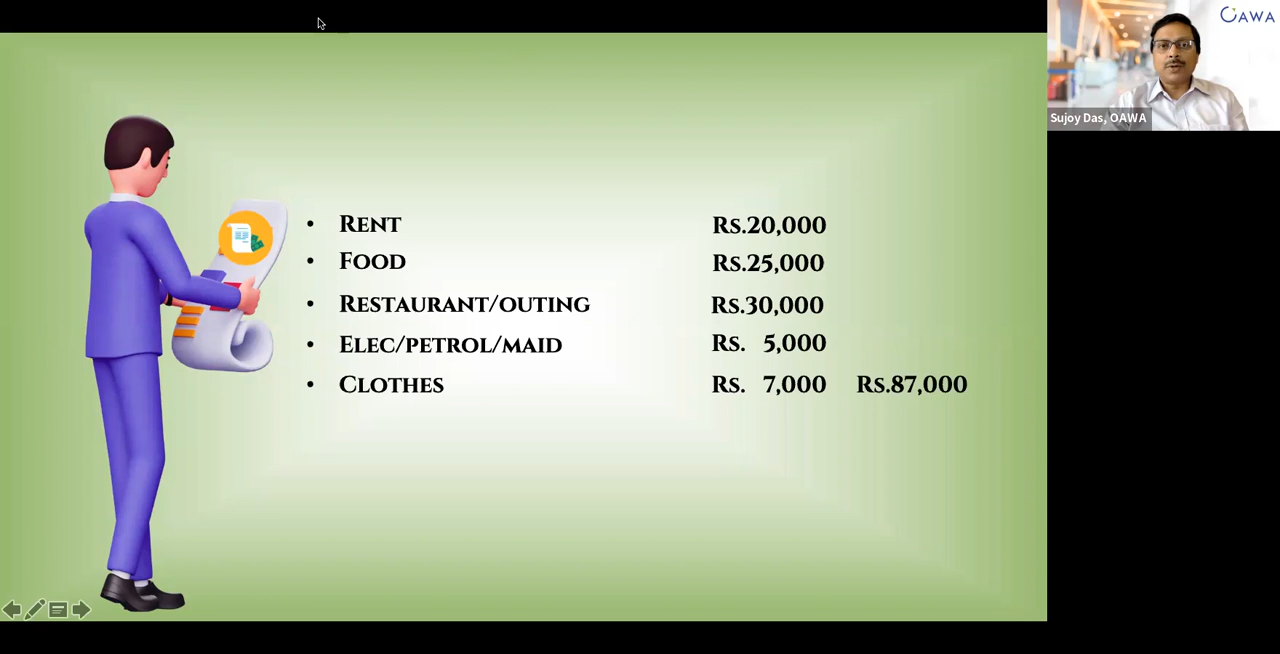 OAWA
Sujoy Das, OAWA
• Rent Rs.20,000
• Food Rs.25,000
• Restaurant/outing Rs.30,000
• Elec/petrol/maid Rs. 5,000
• Clothes Rs. 7,000 Rs.87,000